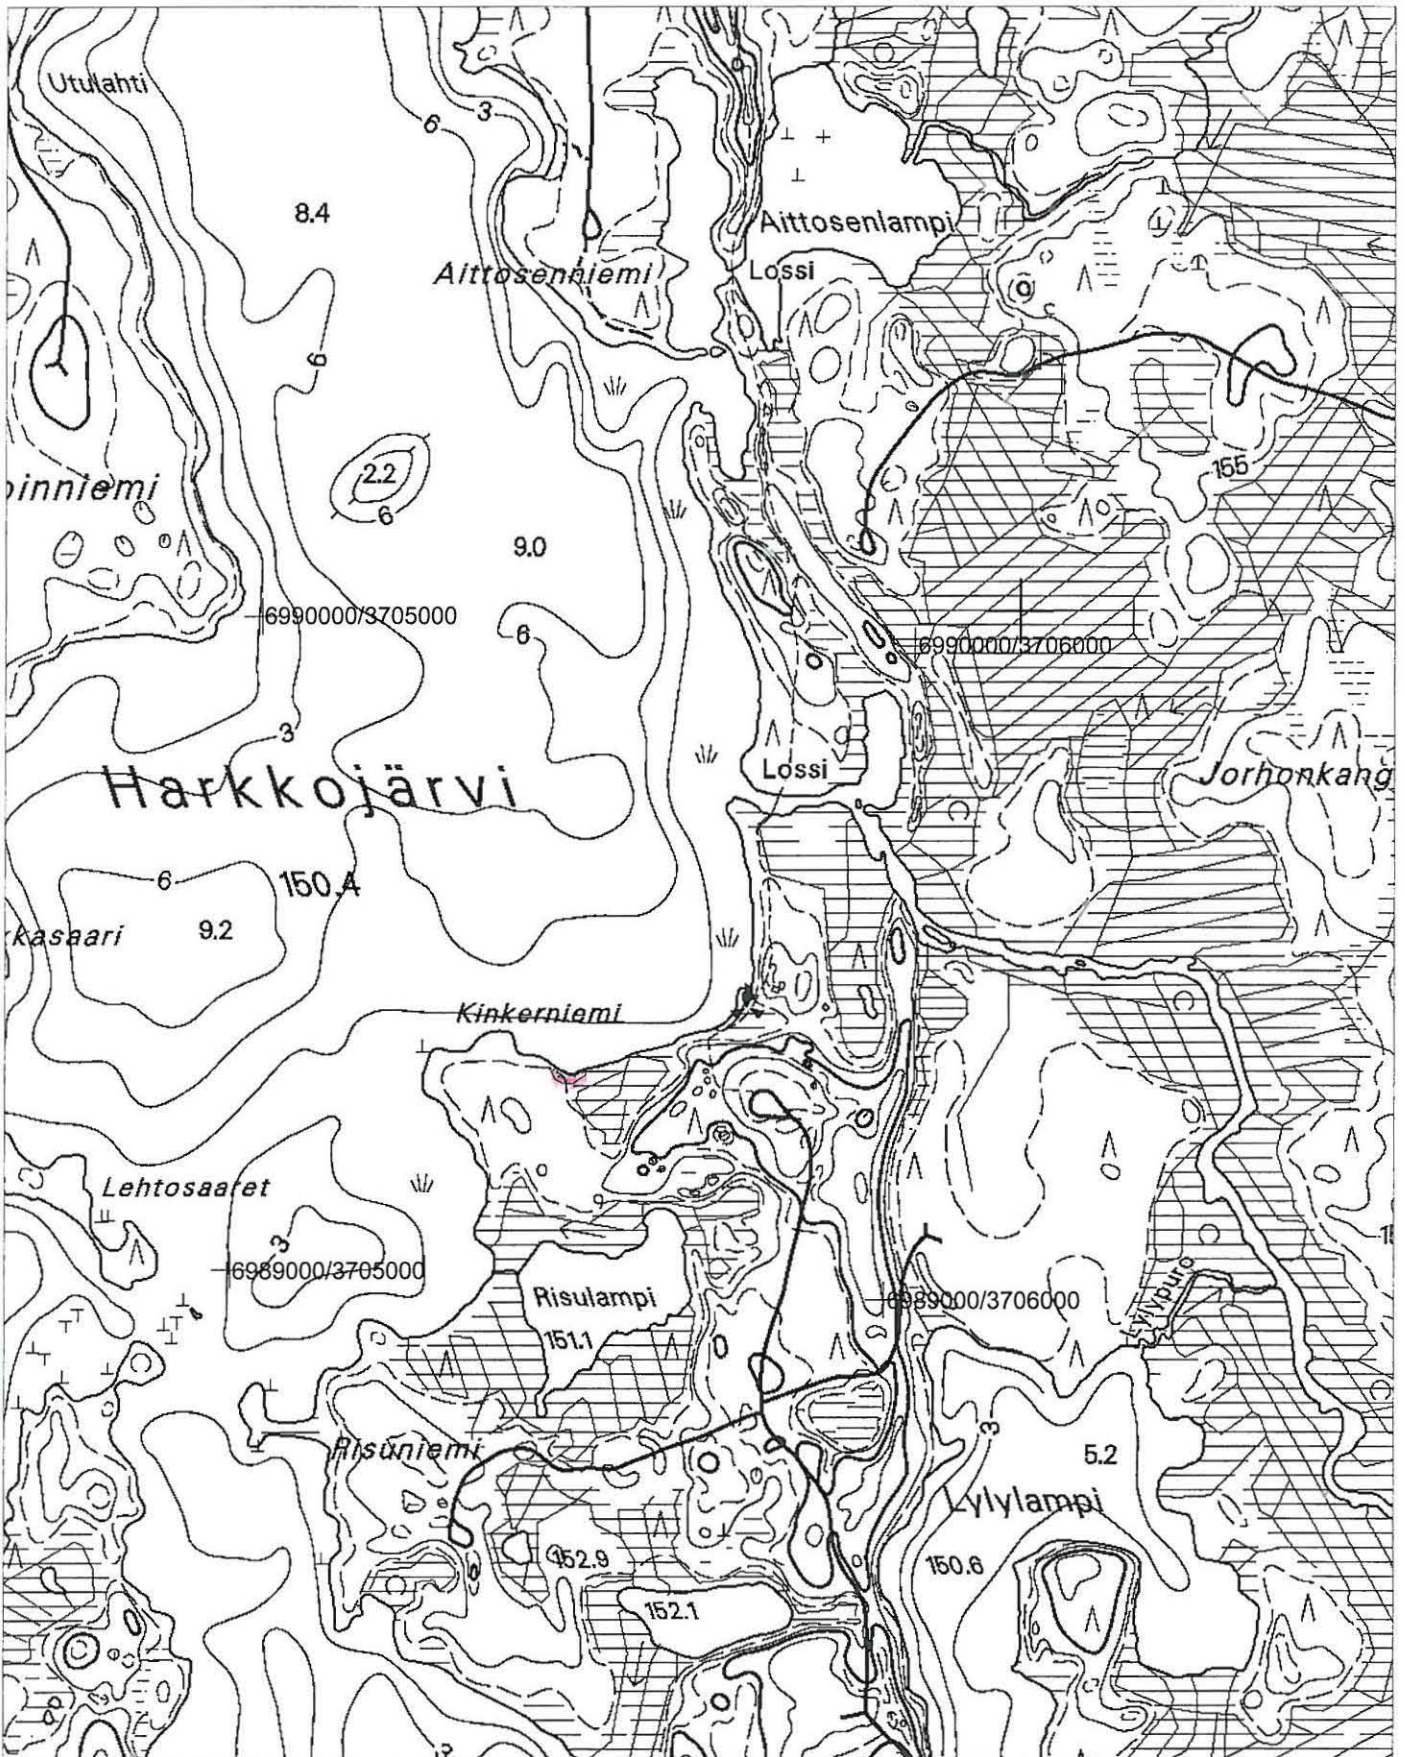 Utulahti
3
6
8.4
Aittosenlampi
Aittosenniemi
Lossi
6
155
2.2
6
inniemi
9.0
6990000/3705000
6
6990000/3706000
3
Lossi
Jorhonkang
Harkkojärvi
6
150.4
9.2
kasaari
Kinkerniemi
Lehtosaaret
3
6989000/3705000
Risulampi
6989000/3706000
Lylypuro
151.1
3
Risuniemi
5.2
Lylylampi
152.9
150.6
152.1